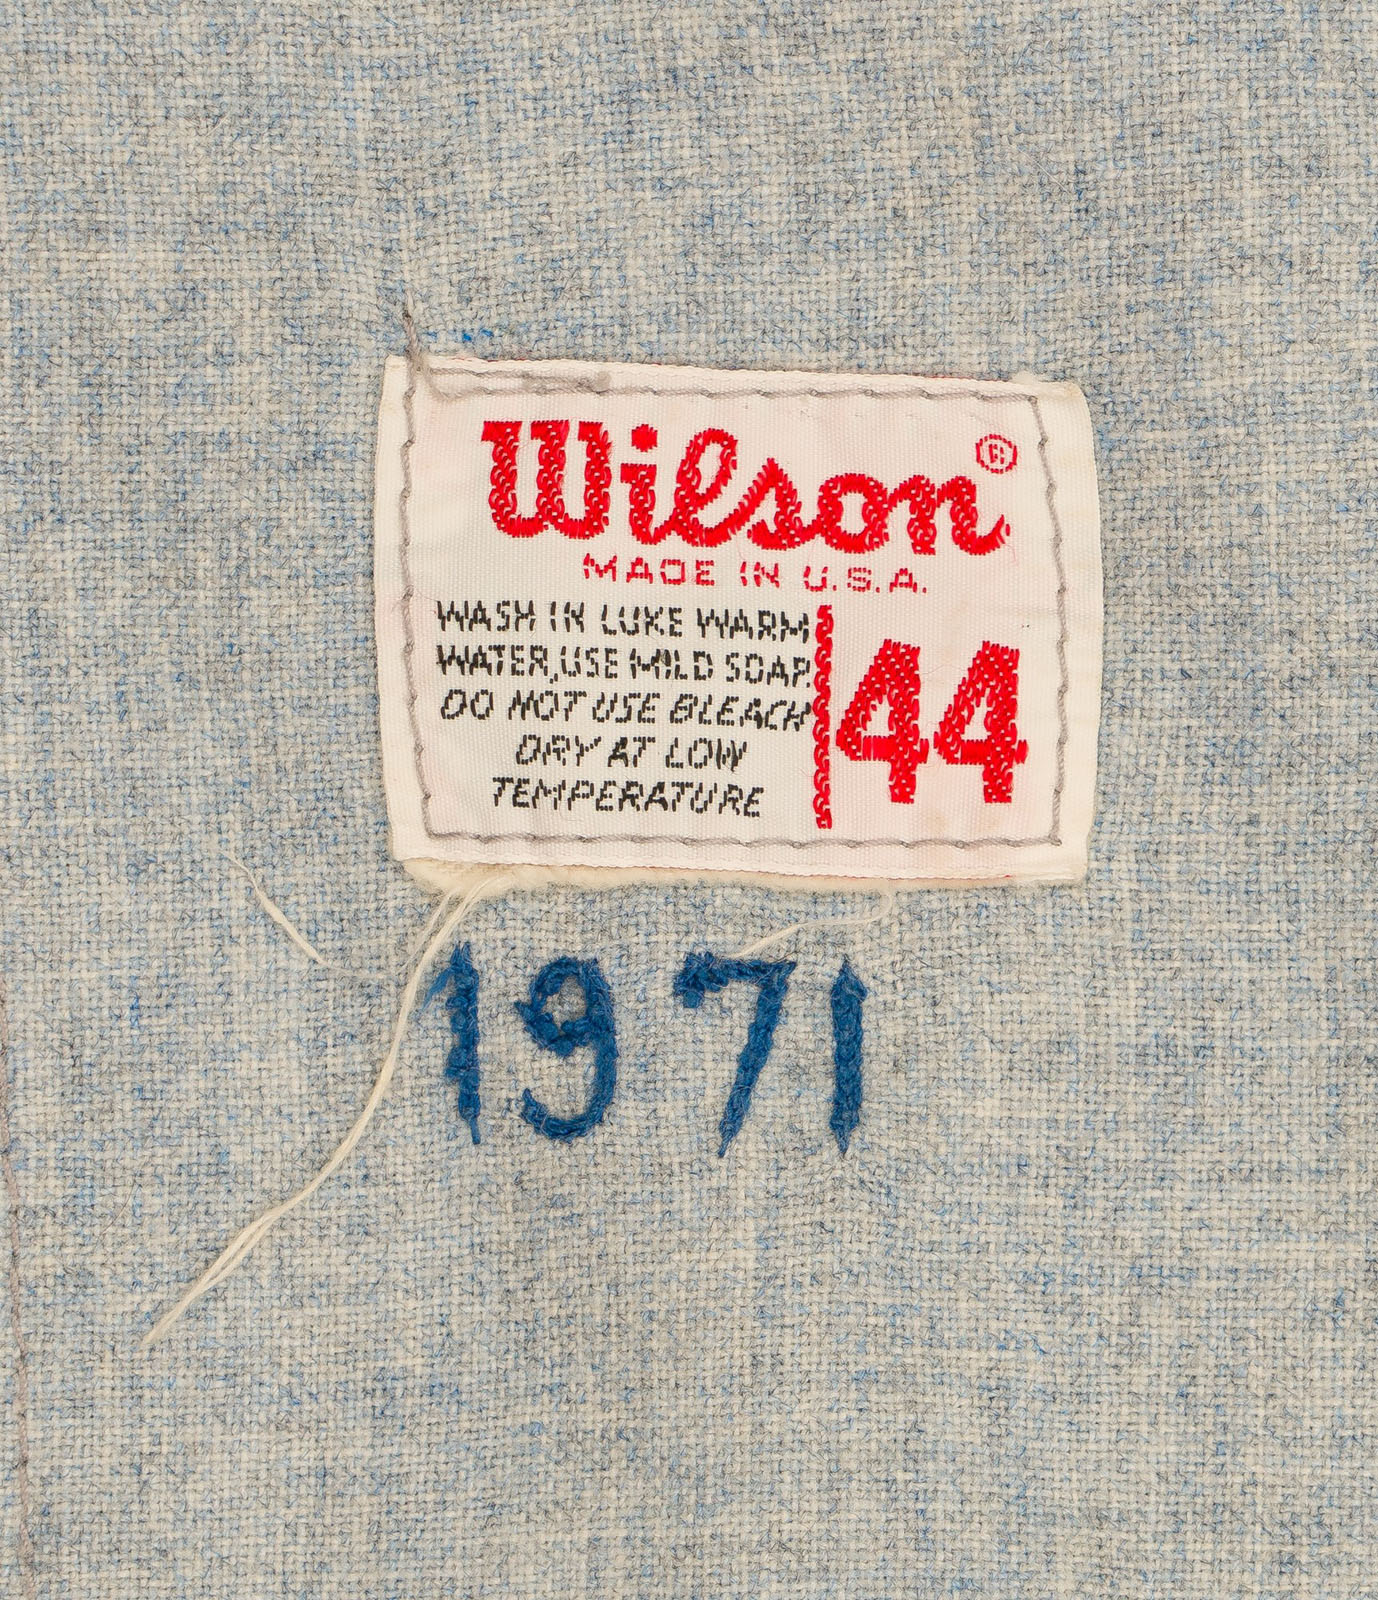 Wilson®
MADE IN U.S.A.
WASH IN LUKE WARM
WATER, USE MILD SOAP.
DO NOT USE BLEACH
DRY AT LOW
TEMPERATURE
44
1971